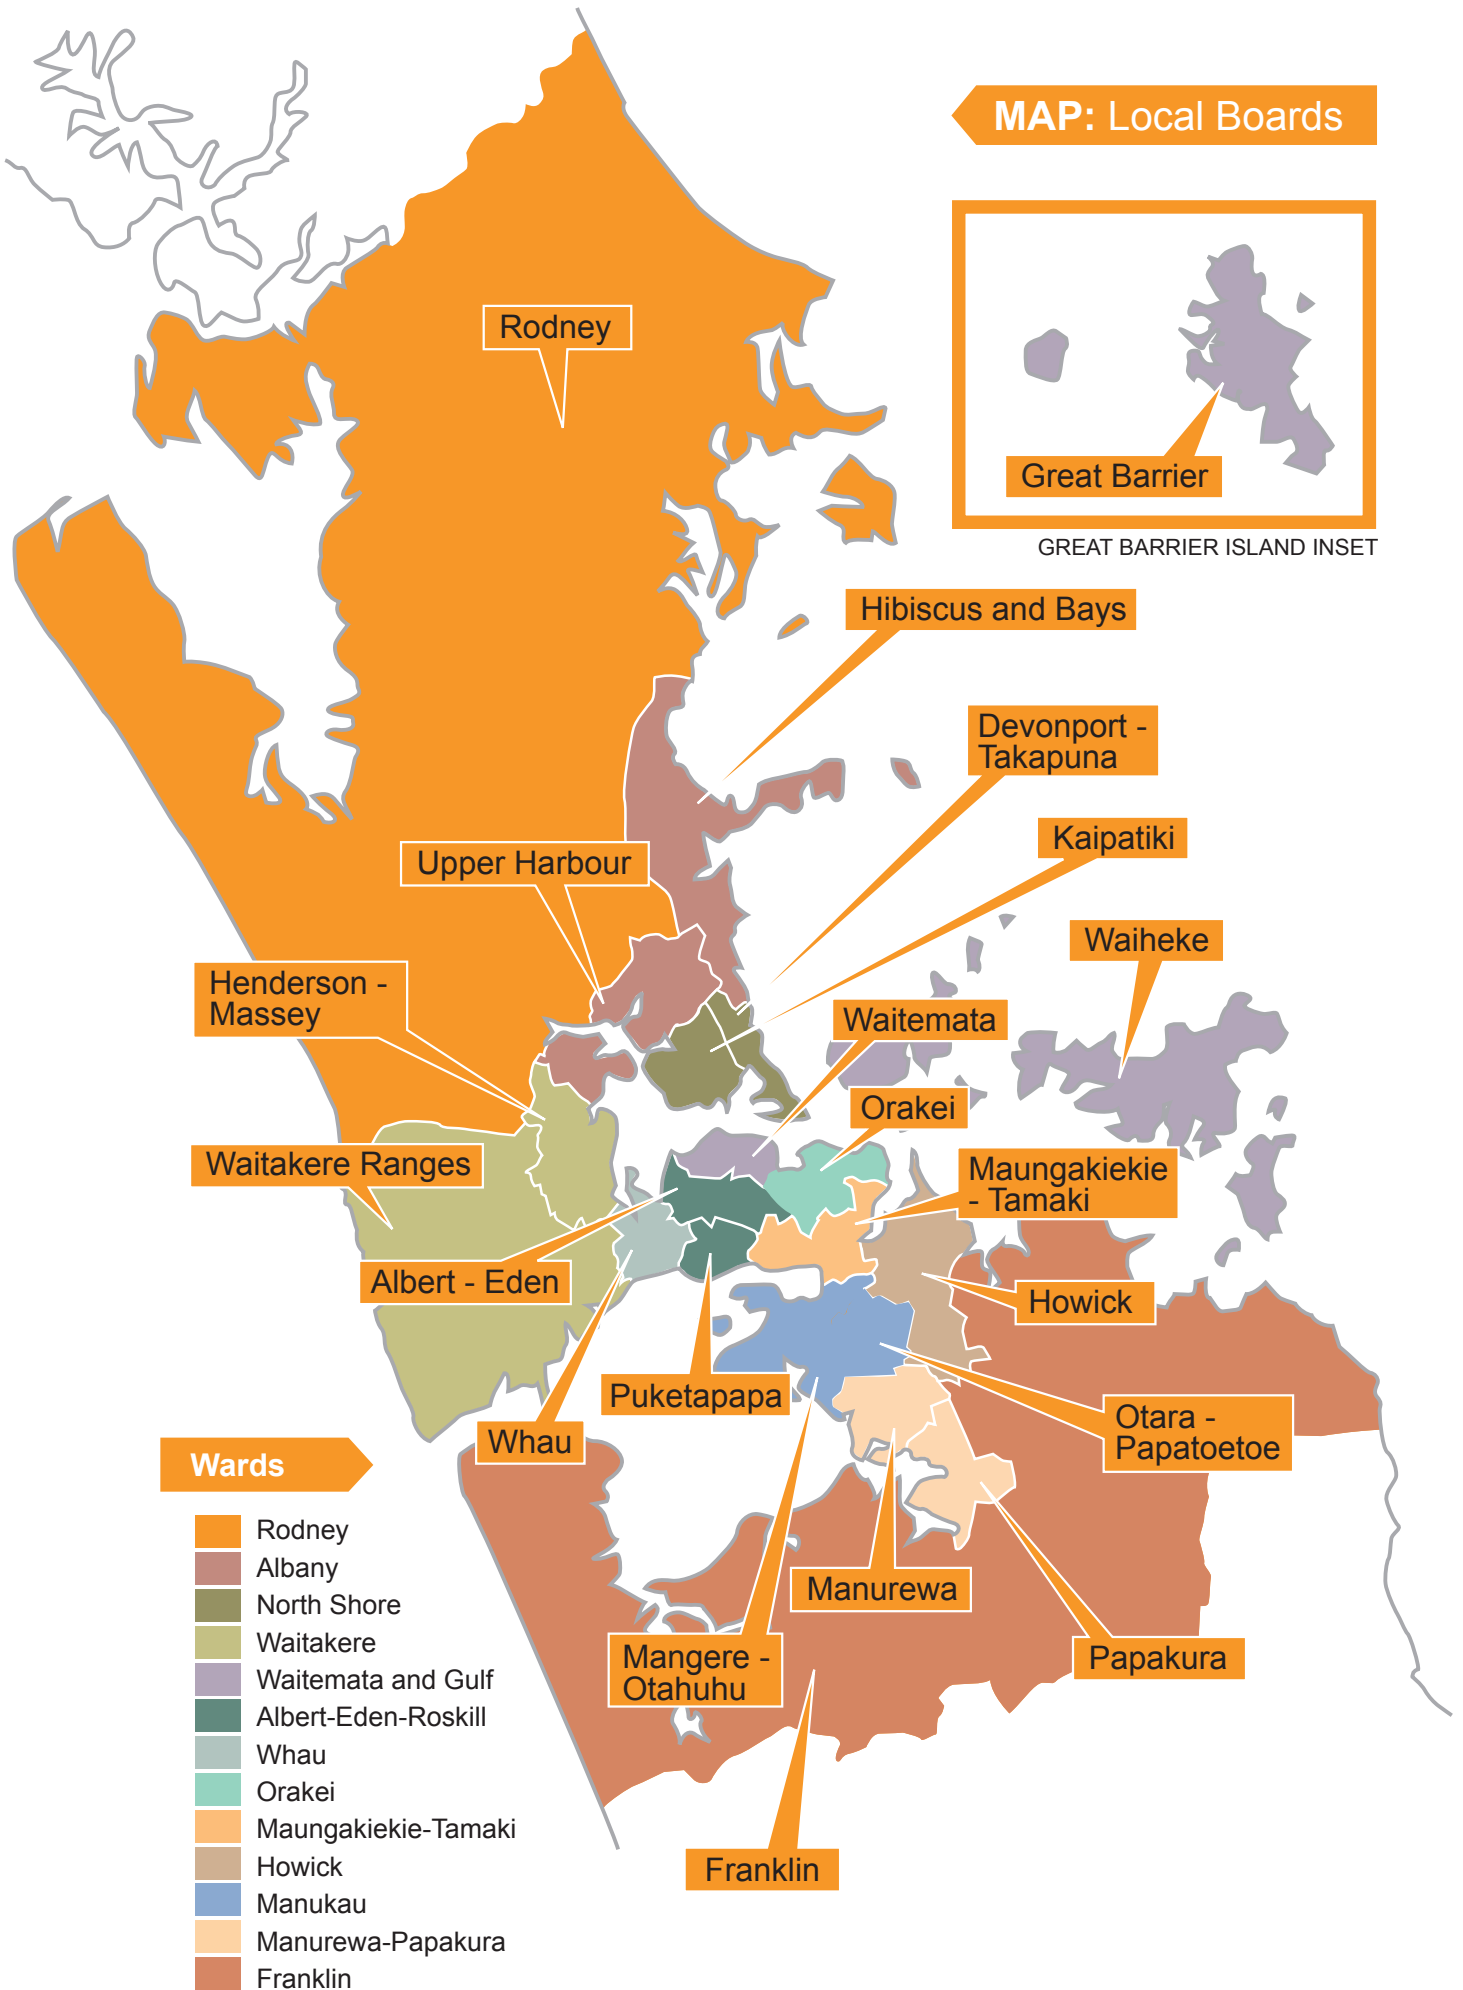 MAP: Local Boards
Rodney
Great Barrier
GREAT BARRIER ISLAND INSET
Hibiscus and Bays
Devonport -
Takapuna
Kaipatiki
Upper Harbour
Waiheke
Henderson -
Massey
Waitemata
Orakei
Waitakere Ranges
Maungakiekie
- Tamaki
Albert - Eden
Howick
Puketapapa
Otara -
Papatoetoe
Whau
Manurewa
Mangere -
Otahuhu
Papakura
Franklin
Wards
Rodney
Albany
North Shore
Waitakere
Waitemata and Gulf
Albert-Eden-Roskill
Whau
Orakei
Maungakiekie-Tamaki
Howick
Manukau
Manurewa-Papakura
Franklin